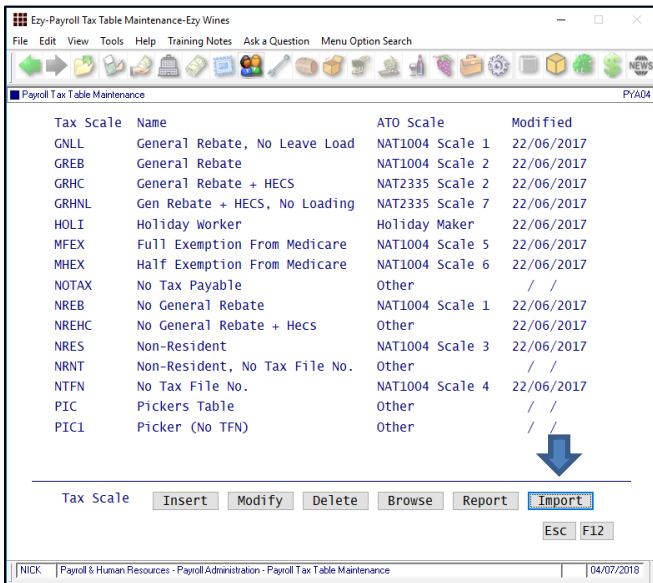 Ezy-Payroll Tax Table Maintenance-Ezy Wines
File Edit View Tools Help Training Notes Ask a Question Menu Option Search
NEWS
Payroll Tax Table Maintenance PYA04
Tax Scale Name ATO Scale Modified
GNLL General Rebate, No Leave Load NAT1004 Scale 1 22/06/2017
GREB General Rebate NAT1004 Scale 2 22/06/2017
GRHC General Rebate + HECS NAT2335 Scale 2 22/06/2017
GRHNL Gen Rebate + HECS, No Loading NAT2335 Scale 7 22/06/2017
HOLI Holiday Worker Holiday Maker 22/06/2017
MFEX Full Exemption From Medicare NAT1004 Scale 5 22/06/2017
MHEX Half Exemption From Medicare NAT1004 Scale 6 22/06/2017
NOTAX No Tax Payable Other / /
NREB No General Rebate NAT1004 Scale 1 22/06/2017
NREHC No General Rebate + Hecs Other 22/06/2017
NRES Non-Resident NAT1004 Scale 3 22/06/2017
NRNT Non-Resident, No Tax File No. Other / /
NTFN No Tax File No. NAT1004 Scale 4 22/06/2017
PIC Pickers Table Other / /
PIC1 Picker (No TFN) Other / /
Tax Scale Insert Modify Delete Browse Report Import
Esc F12
NICK Payroll & Human Resources - Payroll Administration - Payroll Tax Table Maintenance 04/07/2018